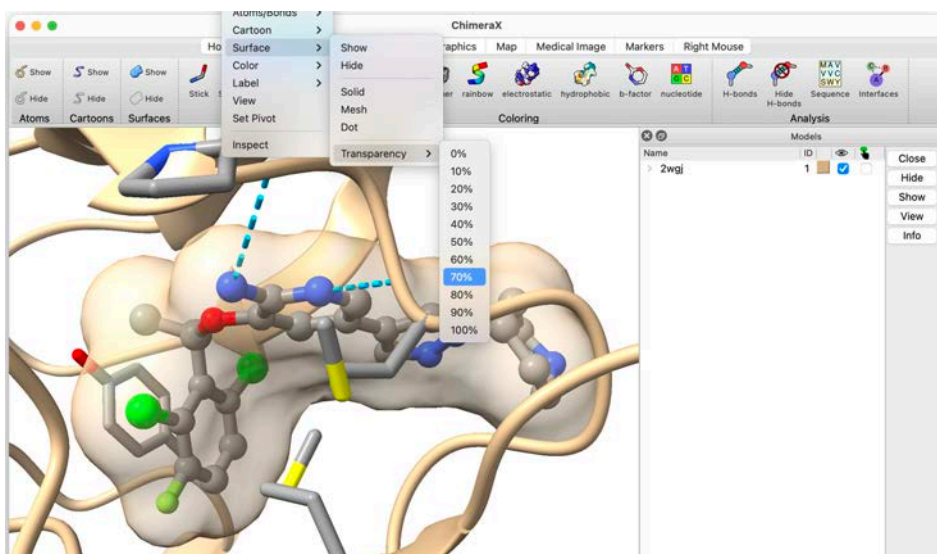 ChimeraX
Atoms/Bonds
Cartoon
Surface
Color
Label
View
Set Pivot
Inspect
Show
Hide
Solid
Mesh
Dot
Transparency
0%
10%
20%
30%
40%
50%
60%
70%
80%
90%
100%
Map Medical Image Markers Right Mouse
Show Show Show
Hide Hide Hide
Stick
Atoms Cartoons Surfaces
rainbow electrostatic hydrophobic b-factor nucleotide
Coloring
H-bonds Hide H-bonds Sequence Interfaces
MAV
VVC
SWY
A T
G C
Analysis
Models
Name ID
2wgj 1
Close
Hide
Show
View
Info